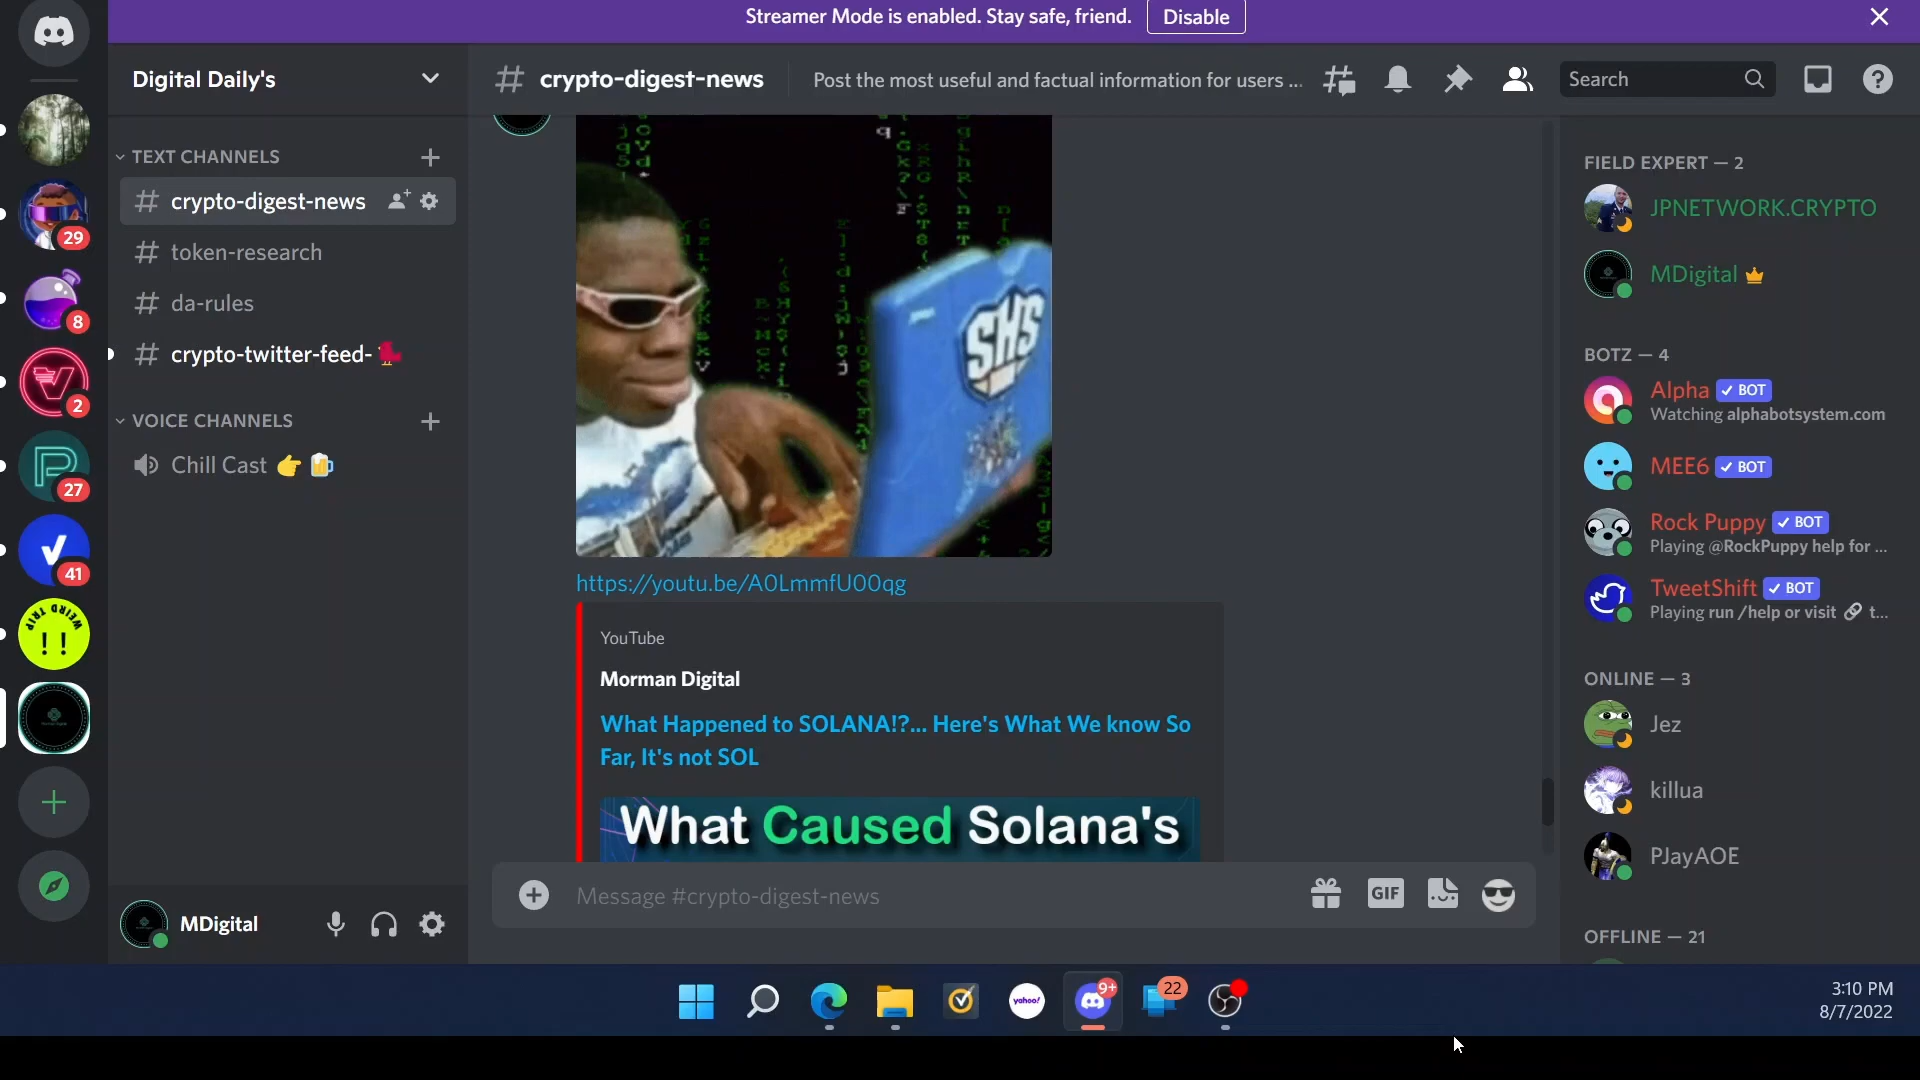 Streamer Mode is enabled. Stay safe, friend.
Disable
Digital Daily's
crypto-digest-news
Post the most useful and factual information for users ...
Search
TEXT CHANNELS
crypto-digest-news
token-research
da-rules
crypto-twitter-feed-
VOICE CHANNELS
Chill Cast
29
8
2
27
41
WEIRD TRIP
!!
MDigital
SHS
https://youtu.be/A0LmmfU00qg
YouTube
Morman Digital
What Happened to SOLANA!?... Here's What We know So
Far, It's not SOL
What Caused Solana's
Message #crypto-digest-news
GIF
FIELD EXPERT — 2
JPNETWORK.CRYPTO
MDigital
BOTZ — 4
Alpha BOT
Watching alphabotsystem.com
MEE6 BOT
Rock Puppy BOT
Playing @RockPuppy help for ...
TweetShift BOT
Playing run /help or visit t...
ONLINE — 3
Jez
killua
PJayAOE
OFFLINE — 21
yahoo!
9+
22
3:10 PM
8/7/2022